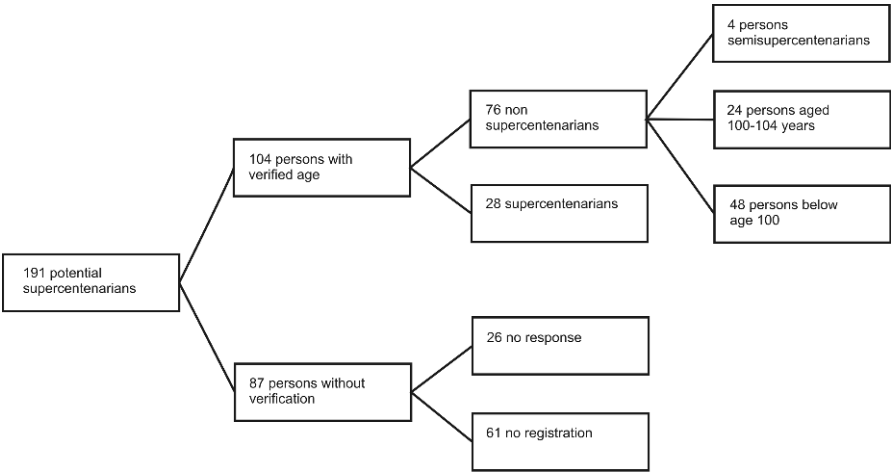 191 potential
supercentenarians
104 persons with
verified age
87 persons without
verification
76 non
supercentenarians
28 supercentenarians
26 no response
61 no registration
4 persons
semisupercentenarians
24 persons aged
100-104 years
48 persons below
age 100